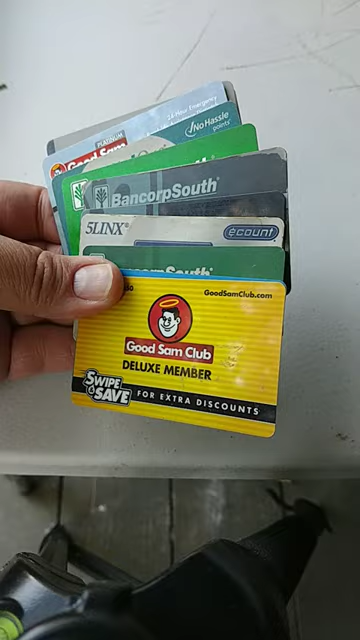 24-Hour Emergency
PLATINUM
Good Sam
No Hassle
points
BancorpSouth
5LINX®
ecount
BancorpSouth
GoodSamClub.com
Good Sam Club
DELUXE MEMBER
SWIPE & SAVE
FOR EXTRA DISCOUNTS